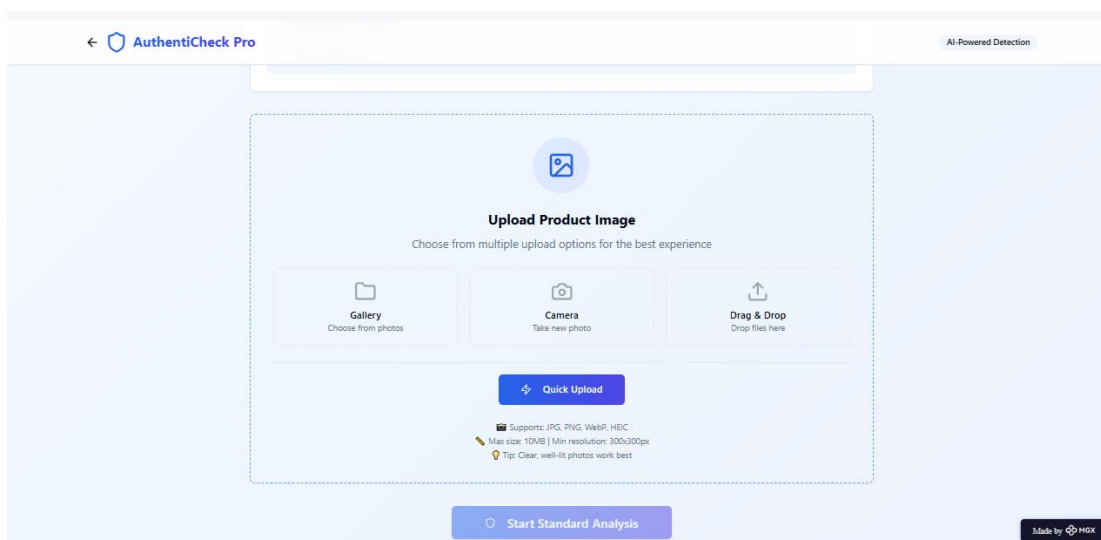 AuthentiCheck Pro
AI-Powered Detection
Upload Product Image
Choose from multiple upload options for the best experience
Gallery
Choose from photos
Camera
Take new photo
Drag & Drop
Drop files here
Quick Upload
Supports: JPG, PNG, WebP, HEIC
Max size: 10MB | Min resolution: 300x300px
Tip: Clear, well-lit photos work best
Start Standard Analysis
Made by MGX